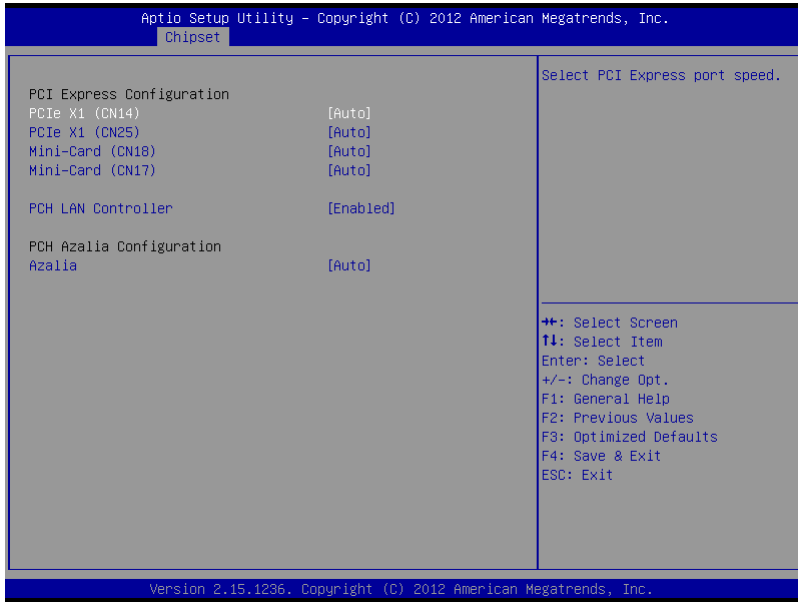 Aptio Setup Utility – Copyright (C) 2012 American Megatrends, Inc.
Chipset
PCI Express Configuration
PCIe X1 (CN14) [Auto]
PCIe X1 (CN25) [Auto]
Mini-Card (CN18) [Auto]
Mini-Card (CN17) [Auto]
PCH LAN Controller [Enabled]
PCH Azalia Configuration
Azalia [Auto]
Select PCI Express port speed.
→←: Select Screen
↑↓: Select Item
Enter: Select
+/-: Change Opt.
F1: General Help
F2: Previous Values
F3: Optimized Defaults
F4: Save & Exit
ESC: Exit
Version 2.15.1236. Copyright (C) 2012 American Megatrends, Inc.